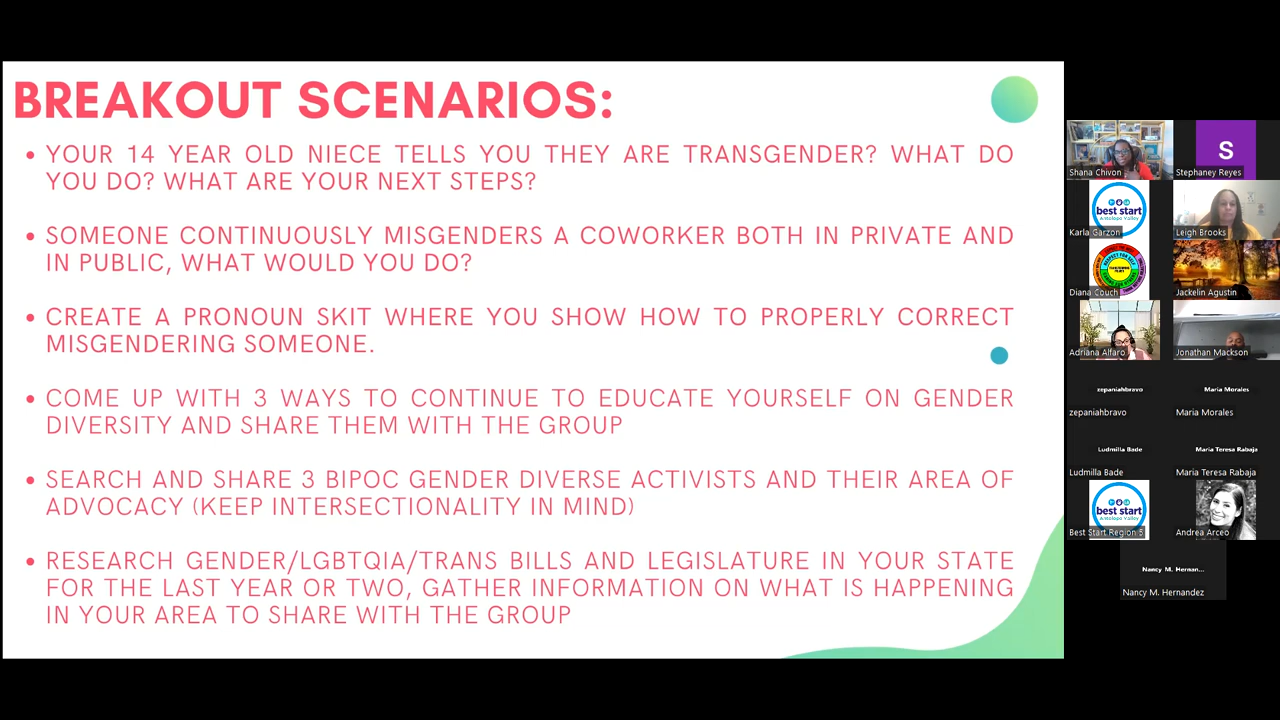 BREAKOUT SCENARIOS:
• YOUR 14 YEAR OLD NIECE TELLS YOU THEY ARE TRANSGENDER? WHAT DO
YOU DO? WHAT ARE YOUR NEXT STEPS?
• SOMEONE CONTINUOUSLY MISGENDERS A COWORKER BOTH IN PRIVATE AND
IN PUBLIC, WHAT WOULD YOU DO?
• CREATE A PRONOUN SKIT WHERE YOU SHOW HOW TO PROPERLY CORRECT
MISGENDERING SOMEONE.
• COME UP WITH 3 WAYS TO CONTINUE TO EDUCATE YOURSELF ON GENDER
DIVERSITY AND SHARE THEM WITH THE GROUP
• SEARCH AND SHARE 3 BIPOC GENDER DIVERSE ACTIVISTS AND THEIR AREA OF
ADVOCACY (KEEP INTERSECTIONALITY IN MIND)
• RESEARCH GENDER/LGBTQIA/TRANS BILLS AND LEGISLATURE IN YOUR STATE
FOR THE LAST YEAR OR TWO, GATHER INFORMATION ON WHAT IS HAPPENING
IN YOUR AREA TO SHARE WITH THE GROUP
Shana Chivon
S
Stephaney Reyes
best start
Antelope Valley
Karla Garzon
Leigh Brooks
Diana Couch
Jackelin Agustin
Adriana Alfaro
Jonathan Mackson
zepaniahbravo
zepaniahbravo
Maria Morales
Maria Morales
Ludmilla Bade
Ludmilla Bade
Maria Teresa Rabaja
Maria Teresa Rabaja
best start
Antelope Valley
Best Start Region 5
Andrea Arceo
Nancy M. Hernan...
Nancy M. Hernandez